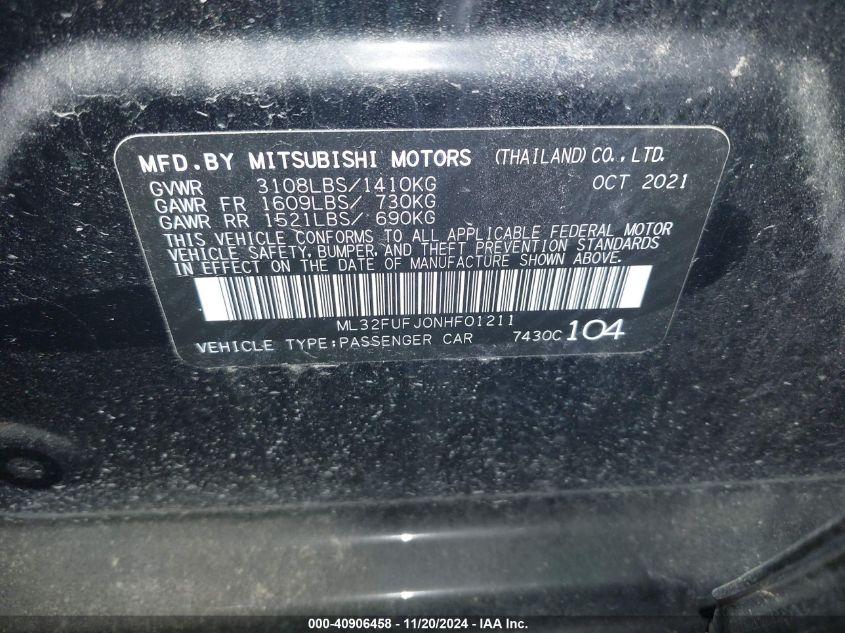 MFD.BY MITSUBISHI MOTORS (THAILAND) CO., LTD.
GVWR 3108LBS/1410KG OCT 2021
GAWR FR 1609LBS/ 730KG
GAWR RR 1521LBS/ 690KG
THIS VEHICLE CONFORMS TO ALL APPLICABLE FEDERAL MOTOR
VEHICLE SAFETY, BUMPER, AND THEFT PREVENTION STANDARDS
IN EFFECT ON THE DATE OF MANUFACTURE SHOWN ABOVE.
ML32FUFJ0NHF01211
VEHICLE TYPE:PASSENGER CAR 7430C 104
000-40906458 - 11/20/2024 - IAA Inc.